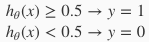 hθ(x) ≥ 0.5 → y = 1
hθ(x) < 0.5 → y = 0